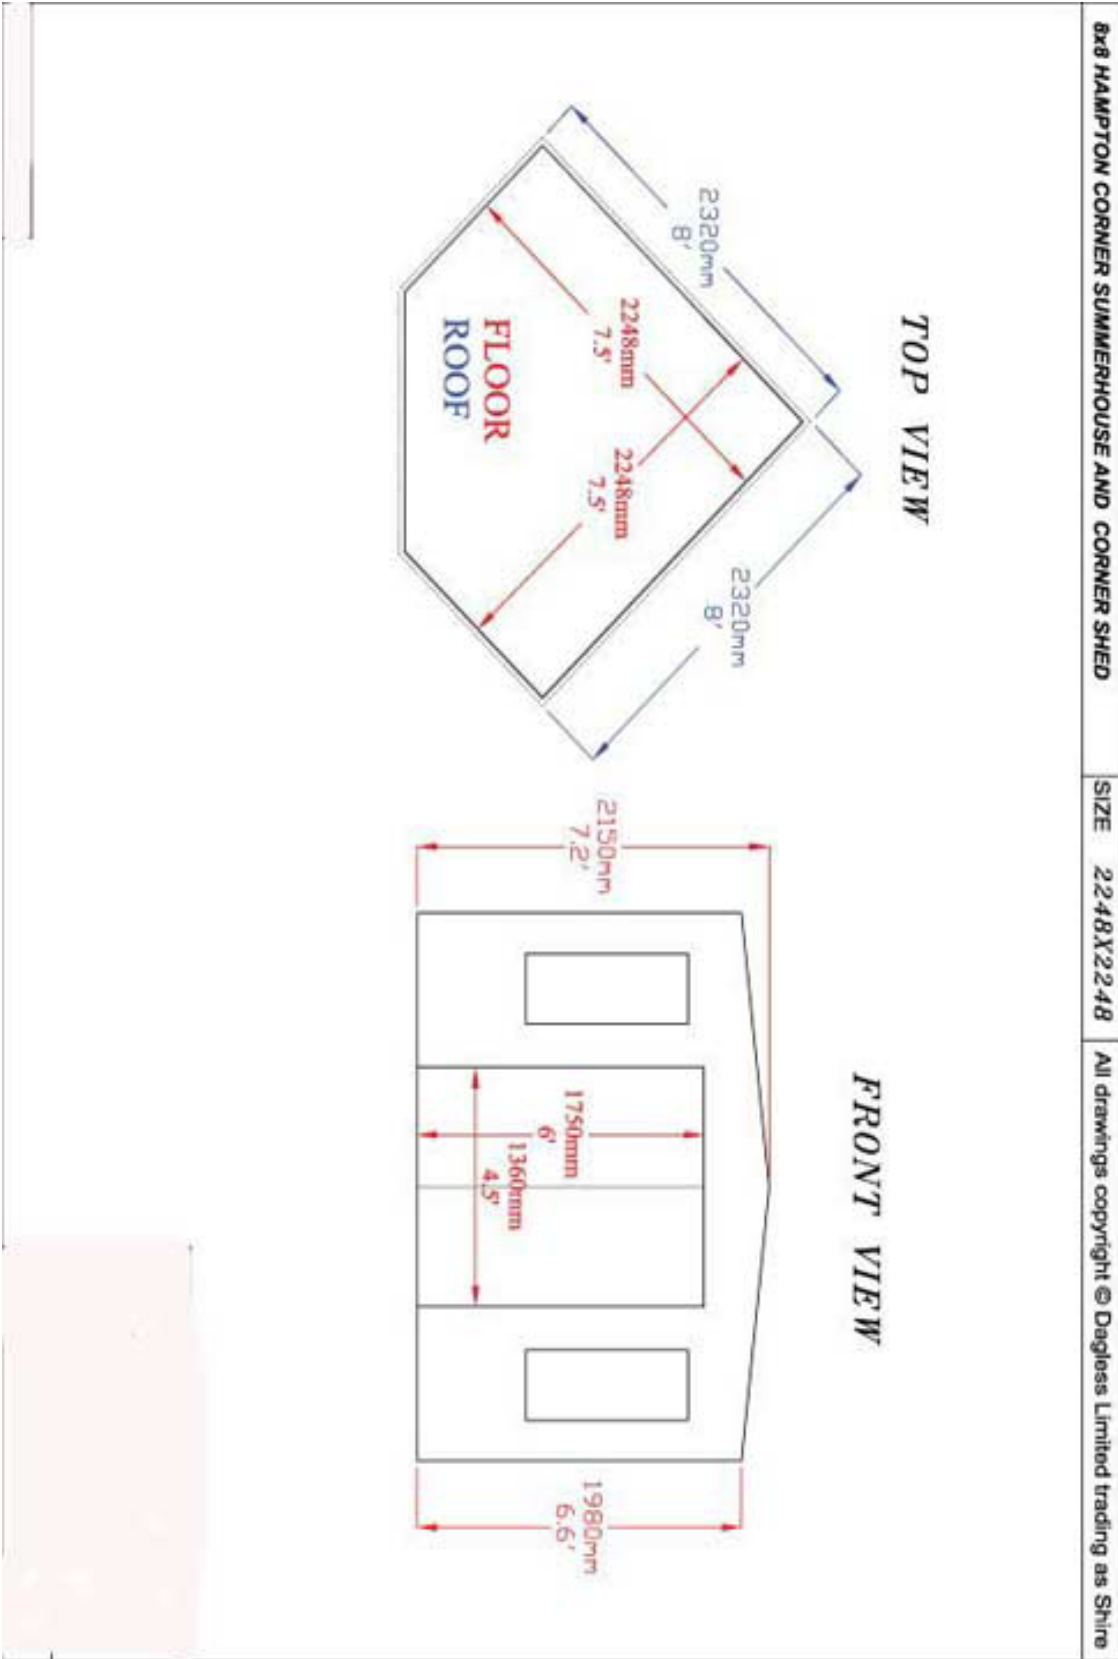 8x8 HAMPTON CORNER SUMMERHOUSE AND CORNER SHED
SIZE 2248X2248
All drawings copyright © Dagless Limited trading as Shire
TOP VIEW
2320mm
8'
2320mm
8'
2248mm
7.5'
2248mm
7.5'
FLOOR
ROOF
FRONT VIEW
2150mm
7.2'
1750mm
6'
1360mm
4.5'
1980mm
6.6'